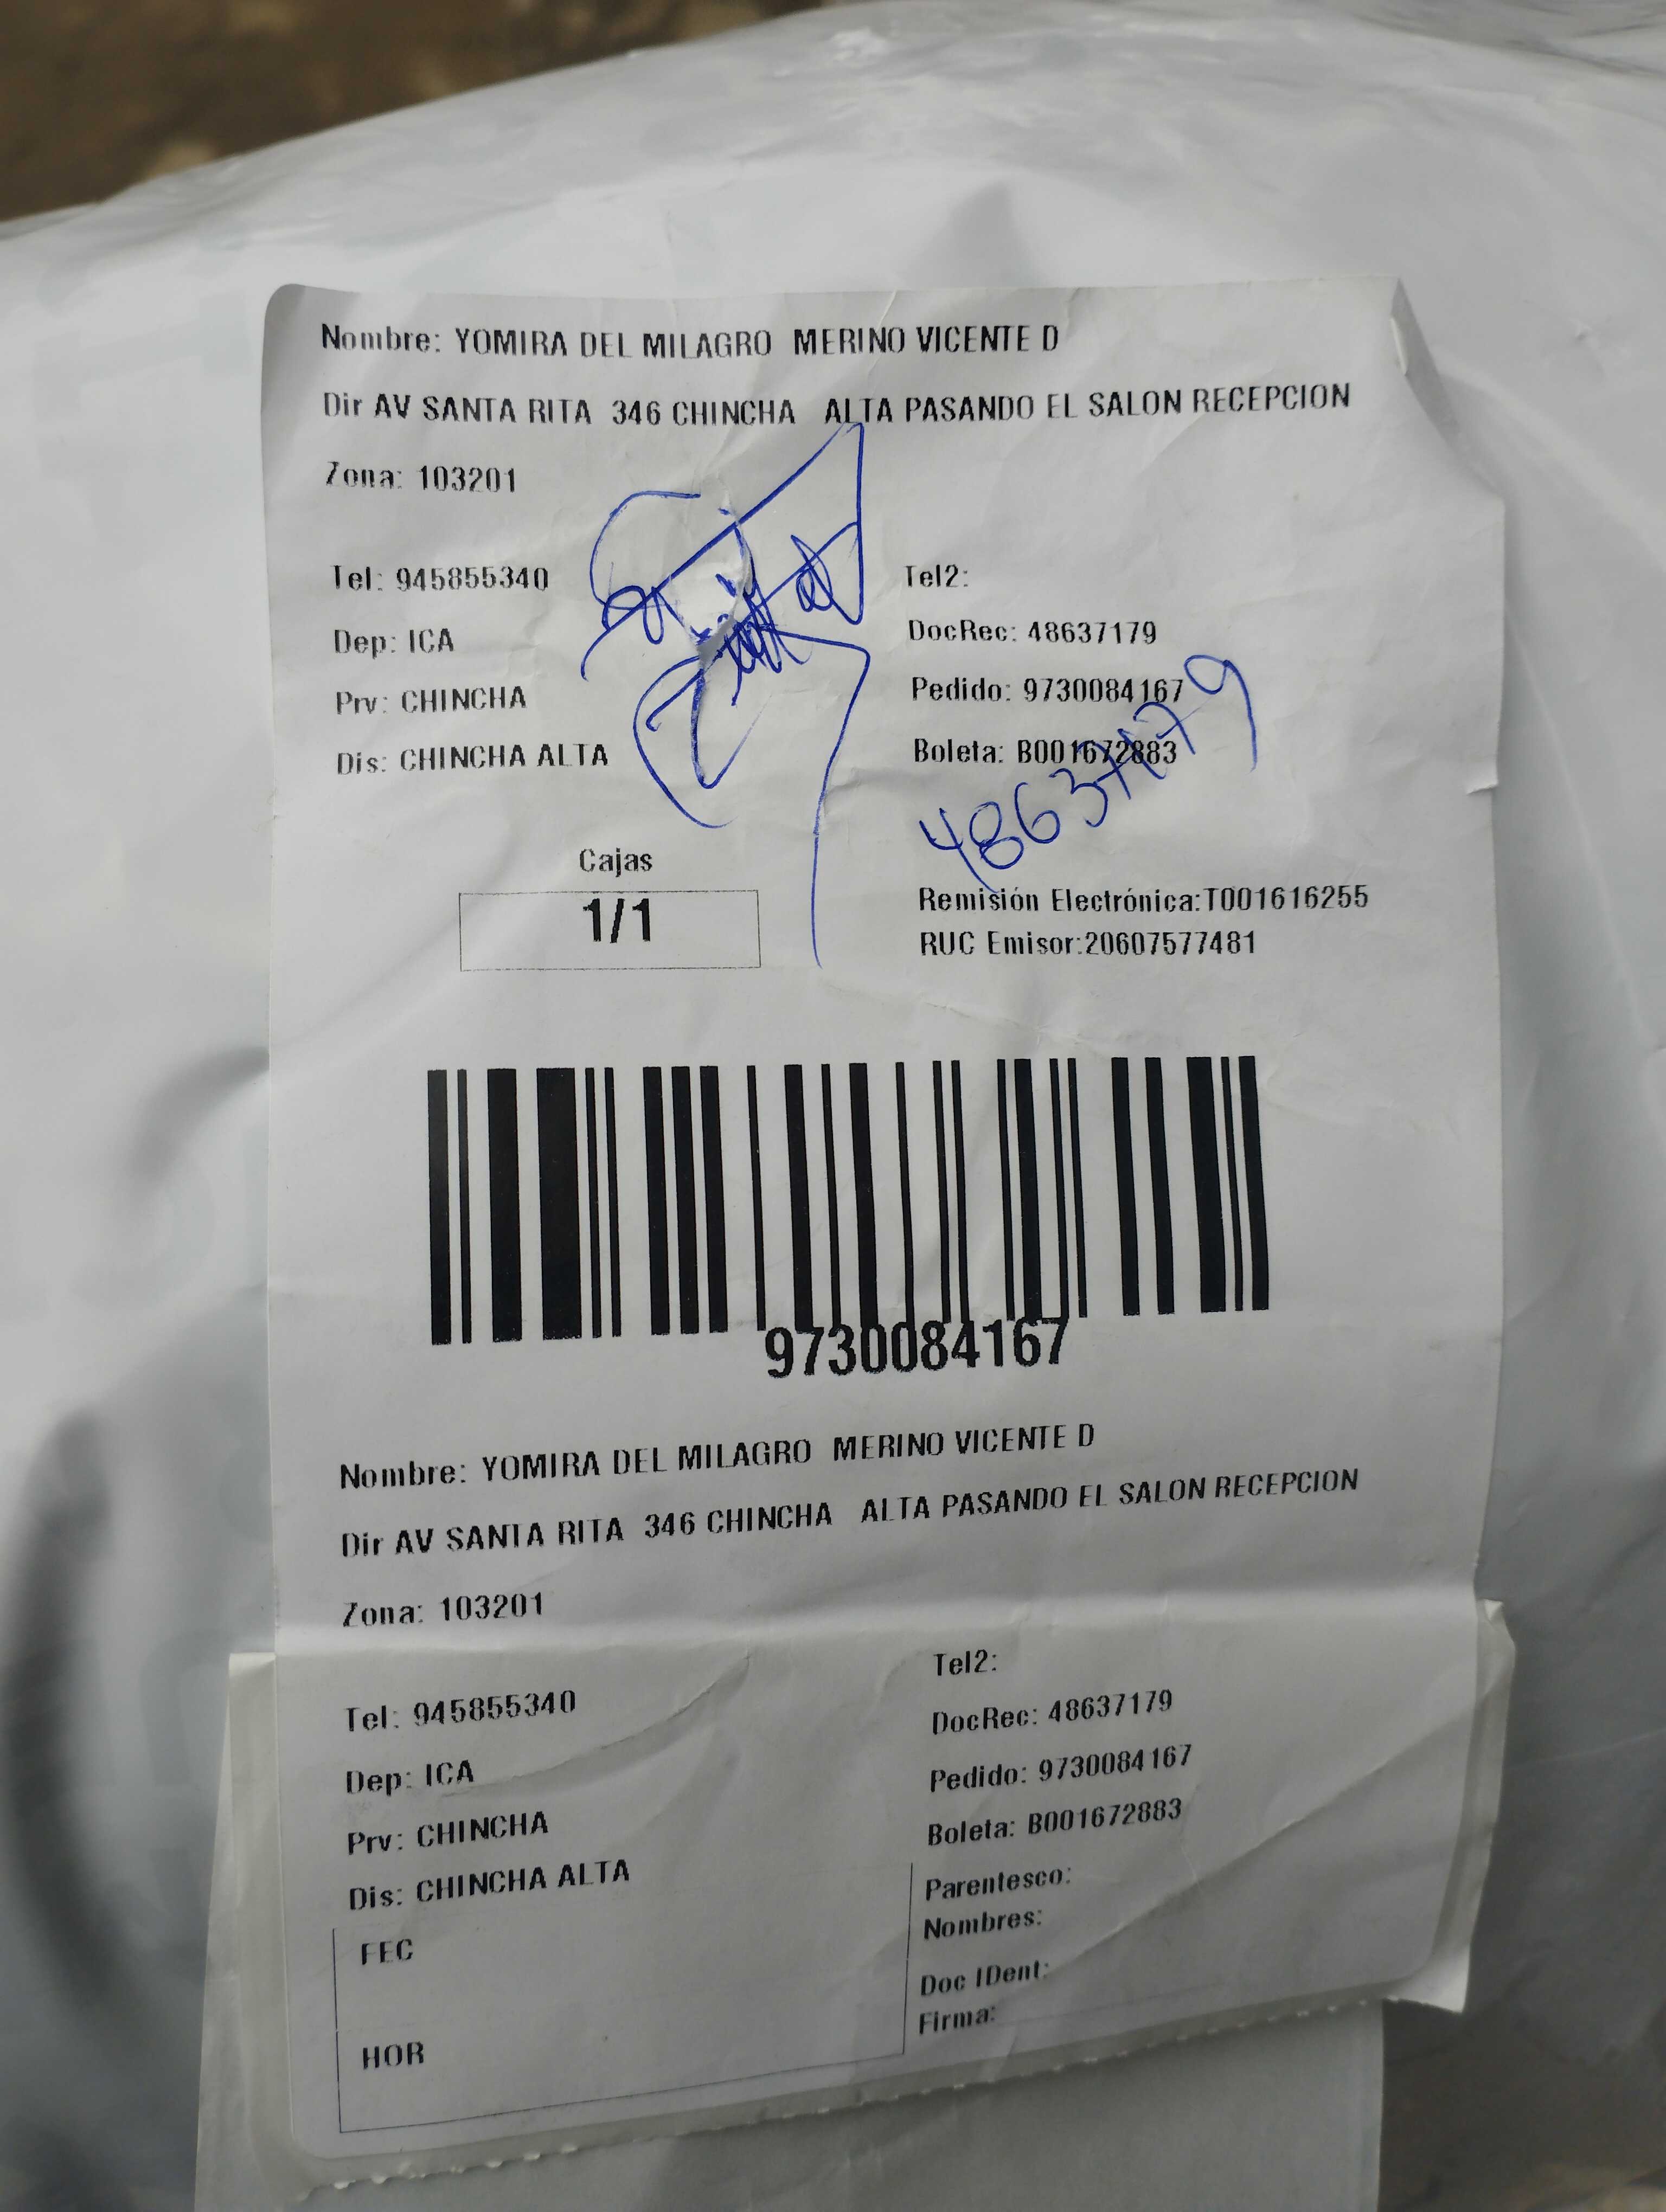 Nombre: YOMIRA DEL MILAGRO MERINO VICENTE D
Dir AV SANTA RITA 346 CHINCHA ALTA PASANDO EL SALON RECEPCION
Zona: 103201
Tel: 945855340
Tel2:
Dep: ICA
DocRec: 48637179
Prv: CHINCHA
Pedido: 9730084167
Dis: CHINCHA ALTA
Boleta: B001672883
48637179
Cajas
1/1
Remisión Electrónica:T001616255
RUC Emisor:20607577481
9730084167
Nombre: YOMIRA DEL MILAGRO MERINO VICENTE D
Dir AV SANTA RITA 346 CHINCHA ALTA PASANDO EL SALON RECEPCION
Zona: 103201
Tel2:
Tel: 945855340
DocRec: 48637179
Dep: ICA
Pedido: 9730084167
Prv: CHINCHA
Boleta: B001672883
Dis: CHINCHA ALTA
Parentesco:
Nombres:
FEC
Doc IDent:
Firma:
HOR